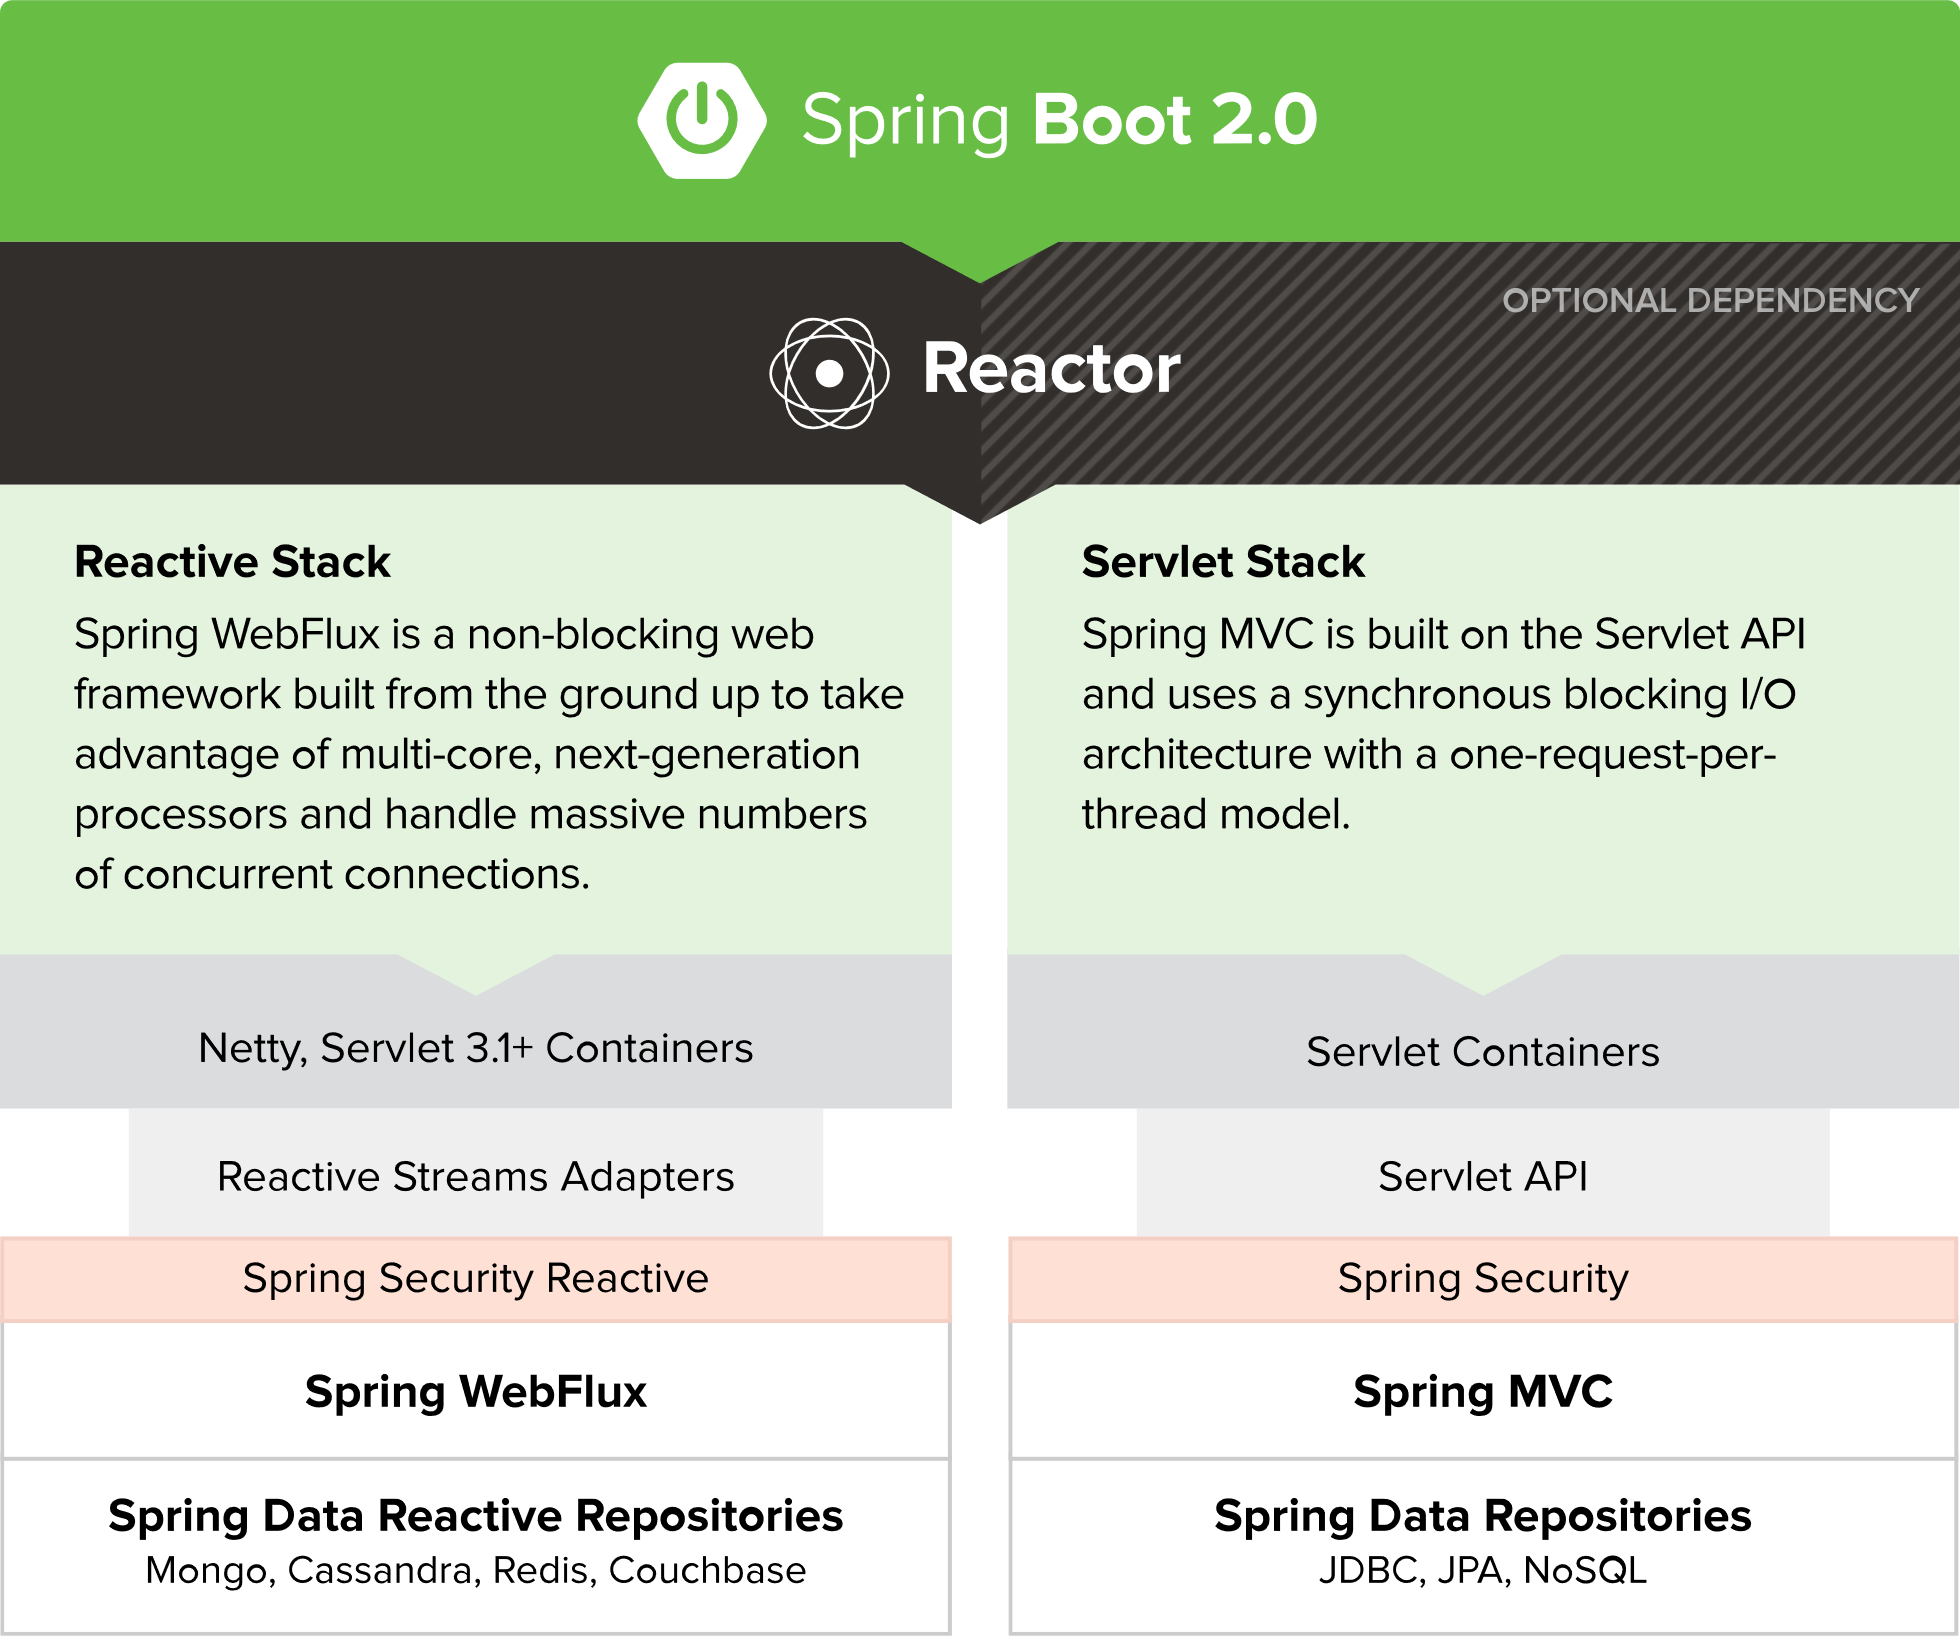 Spring Boot 2.0
OPTIONAL DEPENDENCY
Reactor
Reactive Stack
Spring WebFlux is a non-blocking web
framework built from the ground up to take
advantage of multi-core, next-generation
processors and handle massive numbers
of concurrent connections.
Netty, Servlet 3.1+ Containers
Reactive Streams Adapters
Spring Security Reactive
Spring WebFlux
Spring Data Reactive Repositories
Mongo, Cassandra, Redis, Couchbase
Servlet Stack
Spring MVC is built on the Servlet API
and uses a synchronous blocking I/O
architecture with a one-request-per-
thread model.
Servlet Containers
Servlet API
Spring Security
Spring MVC
Spring Data Repositories
JDBC, JPA, NoSQL